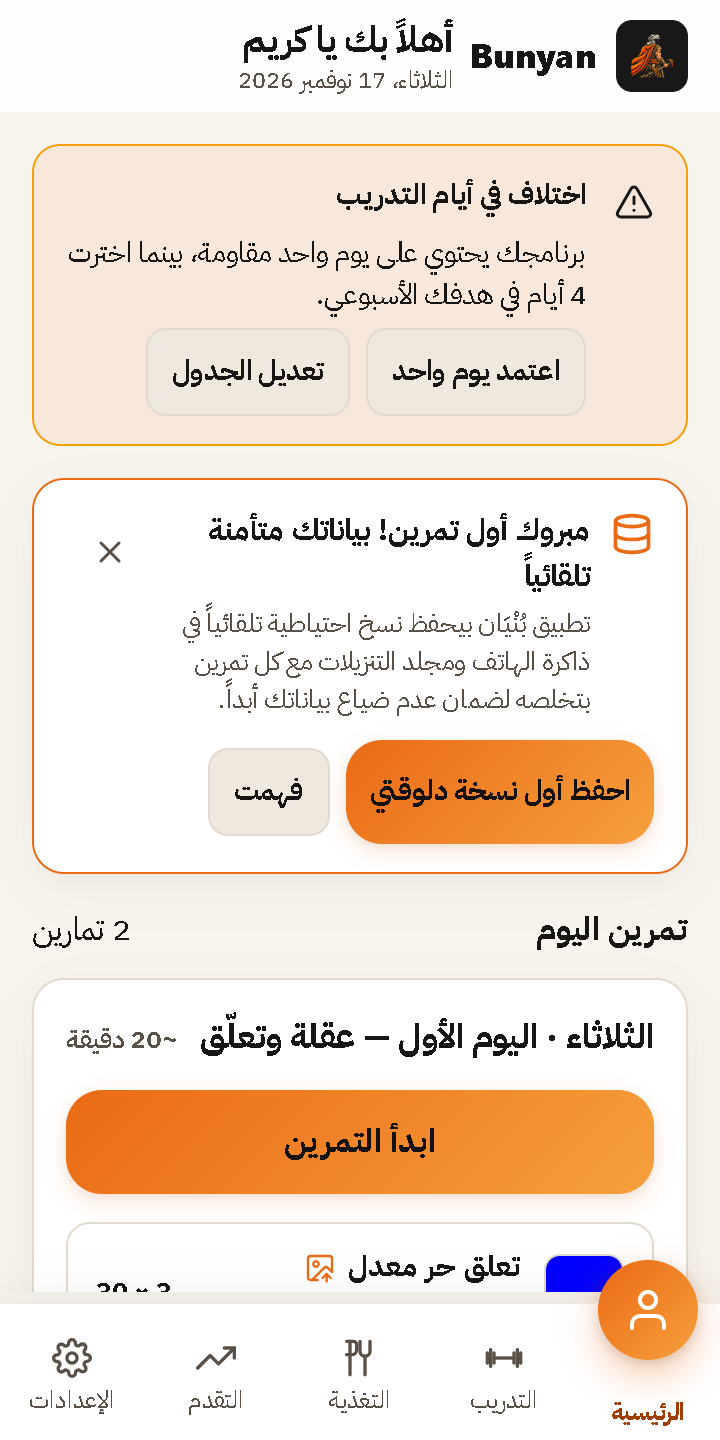 Bunyan
أهلاً بك يا كريم
الثلاثاء، 17 نوفمبر 2026
اختلاف في أيام التدريب
برنامجك يحتوي على يوم واحد مقاومة، بينما اخترت
4 أيام في هدفك الأسبوعي.
اعتمد يوم واحد
تعديل الجدول
مبروك أول تمرين! بياناتك متأمنة
تلقائياً
تطبيق بُنْيَان بيحفظ نسخ احتياطية تلقائياً في
ذاكرة الهاتف ومجلد التنزيلات مع كل تمرين
بتخلصه لضمان عدم ضياع بياناتك أبداً.
احفظ أول نسخة دلوقتي
فهمت
تمرين اليوم
2 تمارين
الثلاثاء · اليوم الأول — عقلة وتعلّق
~20 دقيقة
ابدأ التمرين
تعلق حر معدل
الرئيسية
التدريب
التغذية
التقدم
الإعدادات